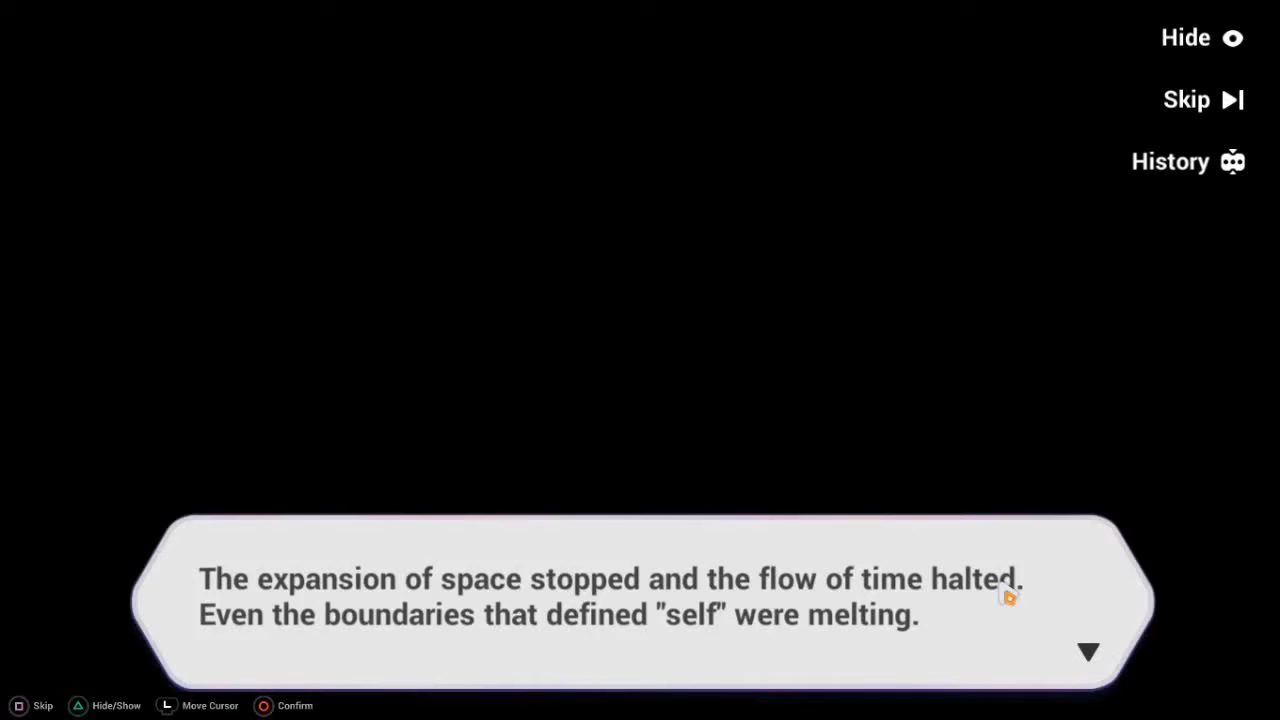 Hide
Skip
History
The expansion of space stopped and the flow of time halted.
Even the boundaries that defined "self" were melting.
Skip Hide/Show L Move Cursor Confirm